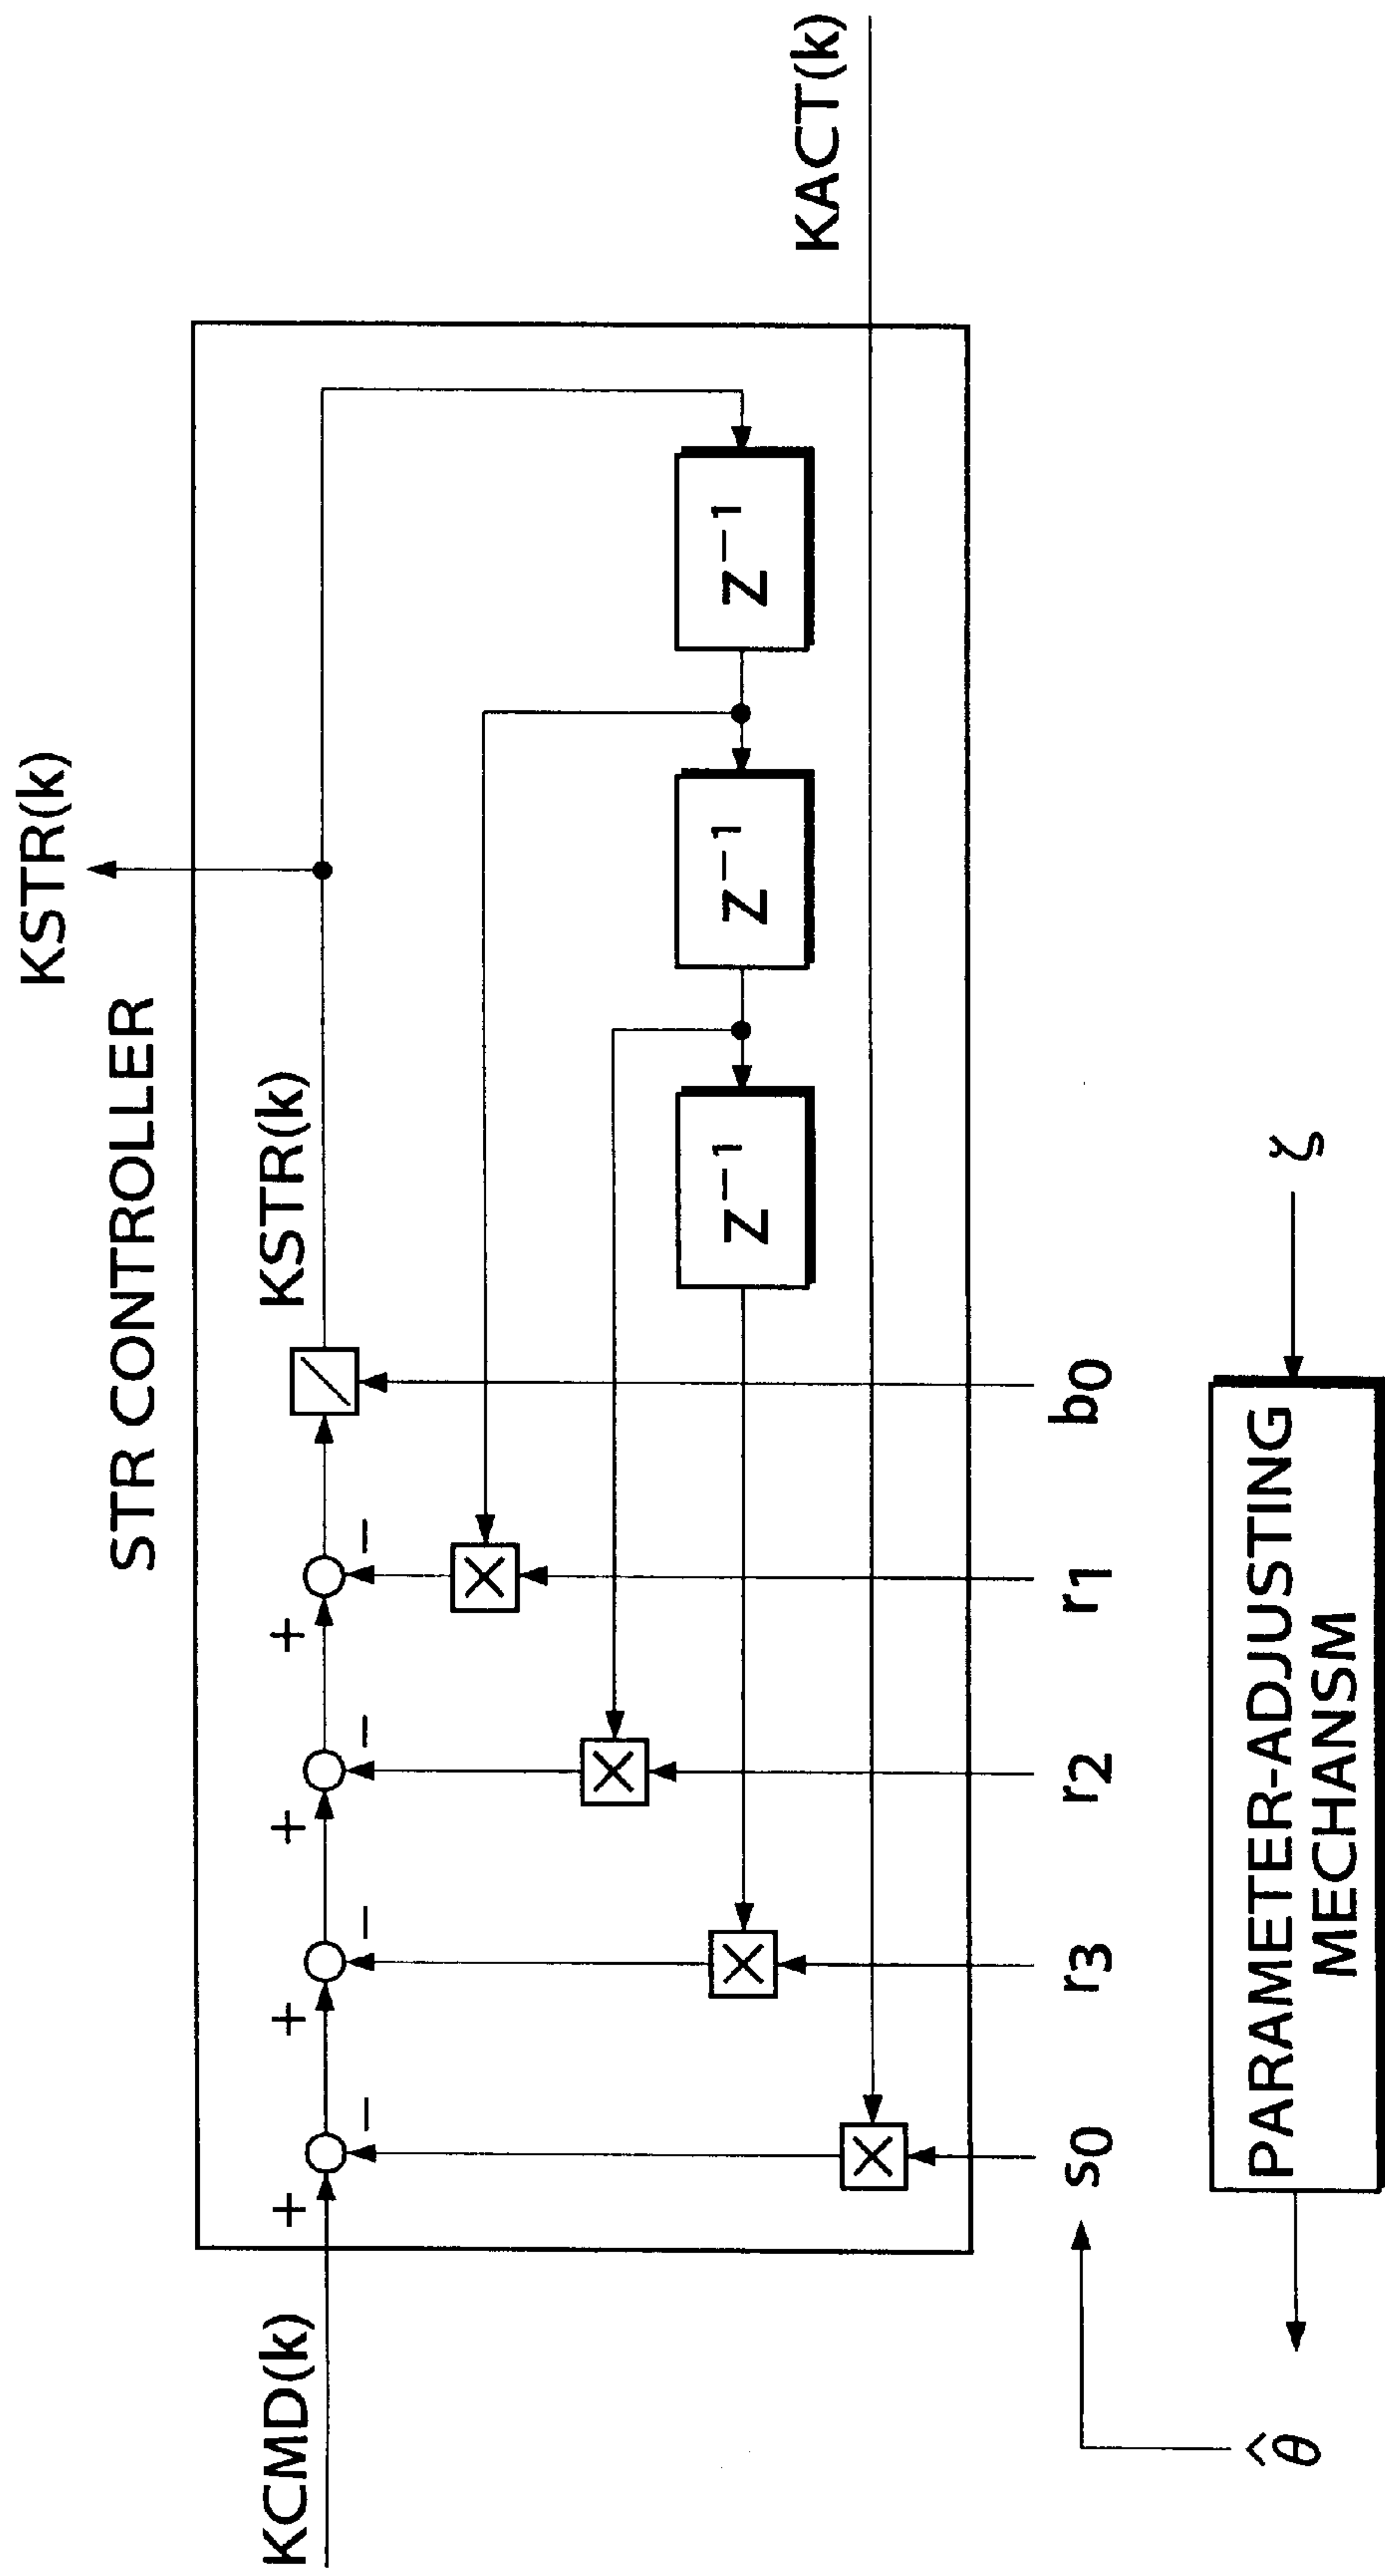 KSTR(k)
STR CONTROLLER
KCMD(k)
+
−
+
−
+
−
+
−
KSTR(k)
Z⁻¹
Z⁻¹
Z⁻¹
KACT(k)
s0
r3
r2
r1
b0
θ̂
PARAMETER-ADJUSTING
MECHANSM
ζ